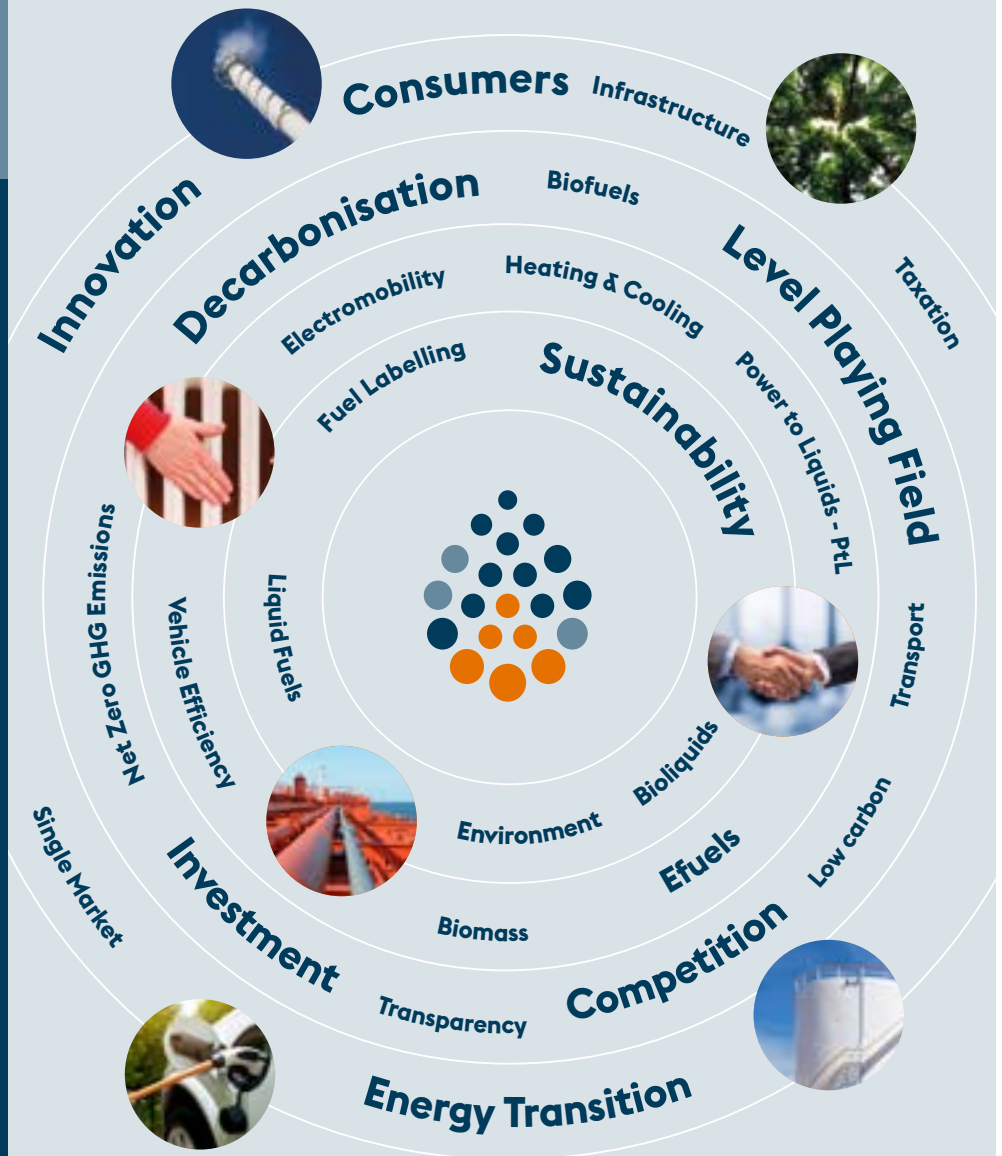 Consumers
Infrastructure
Innovation
Decarbonisation
Biofuels
Level Playing Field
Taxation
Electromobility
Heating & Cooling
Fuel Labelling
Sustainability
Power to Liquids - PtL
Net Zero GHG Emissions
Vehicle Efficiency
Liquid Fuels
Transport
Bioliquids
Environment
Low carbon
Single Market
Investment
Efuels
Biomass
Competition
Transparency
Energy Transition